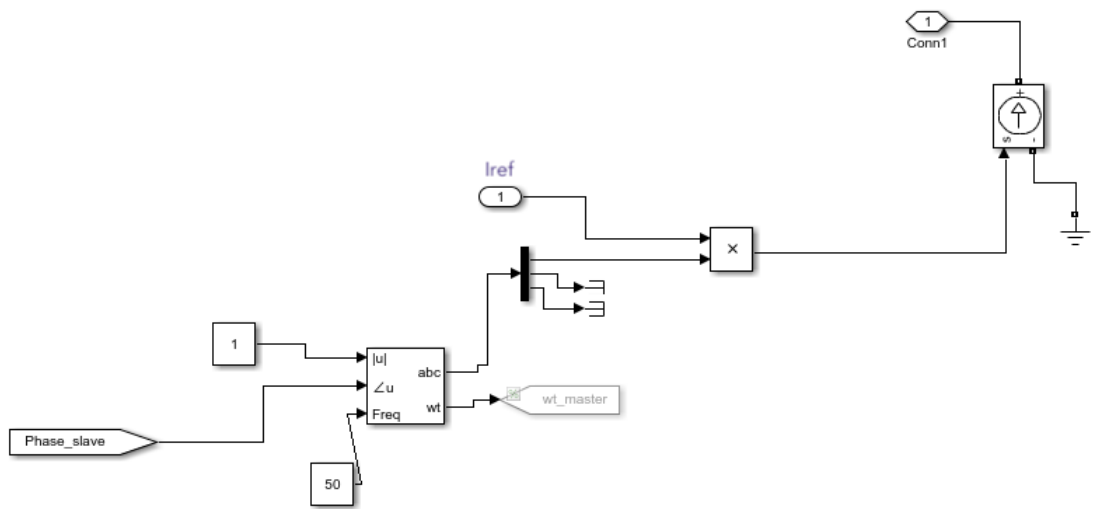 1
Conn1
+
s
-
Iref
1
×
1
|u|
abc
∠u
wt
Freq
wt_master
Phase_slave
50